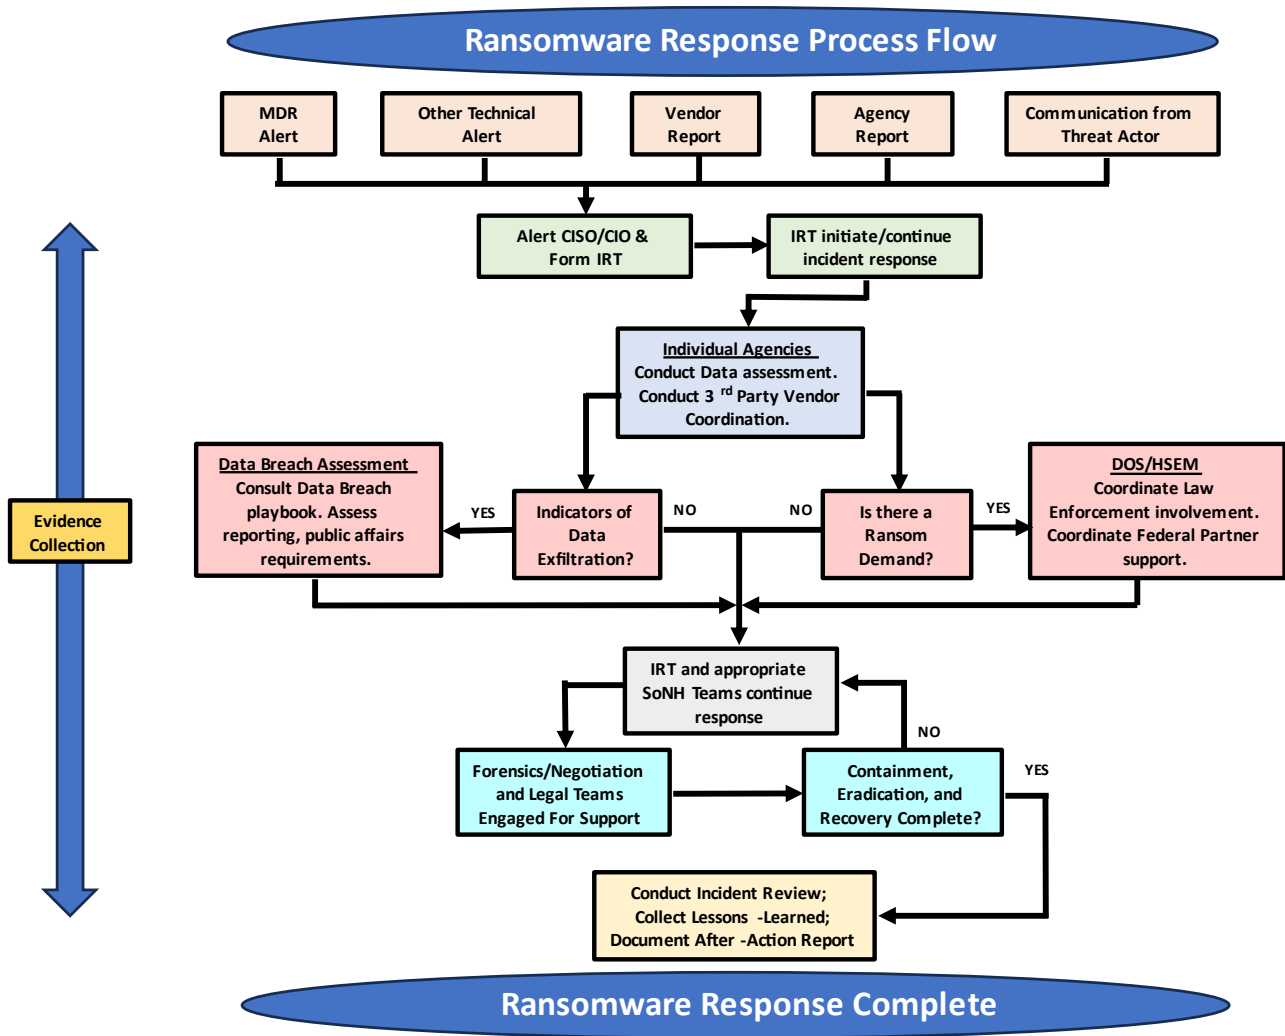 Ransomware Response Process Flow
MDR
Alert
Other Technical
Alert
Vendor
Report
Agency
Report
Communication from
Threat Actor
Alert CISO/CIO &
Form IRT
IRT initiate/continue
incident response
Individual Agencies
Conduct Data assessment.
Conduct 3 rd Party Vendor
Coordination.
Data Breach Assessment
Consult Data Breach
playbook. Assess
reporting, public affairs
requirements.
YES
Indicators of
Data
Exfiltration?
NO
NO
Is there a
Ransom
Demand?
YES
DOS/HSEM
Coordinate Law
Enforcement involvement.
Coordinate Federal Partner
support.
Evidence
Collection
IRT and appropriate
SoNH Teams continue
response
NO
Forensics/Negotiation
and Legal Teams
Engaged For Support
Containment,
Eradication, and
Recovery Complete?
YES
Conduct Incident Review;
Collect Lessons -Learned;
Document After -Action Report
Ransomware Response Complete